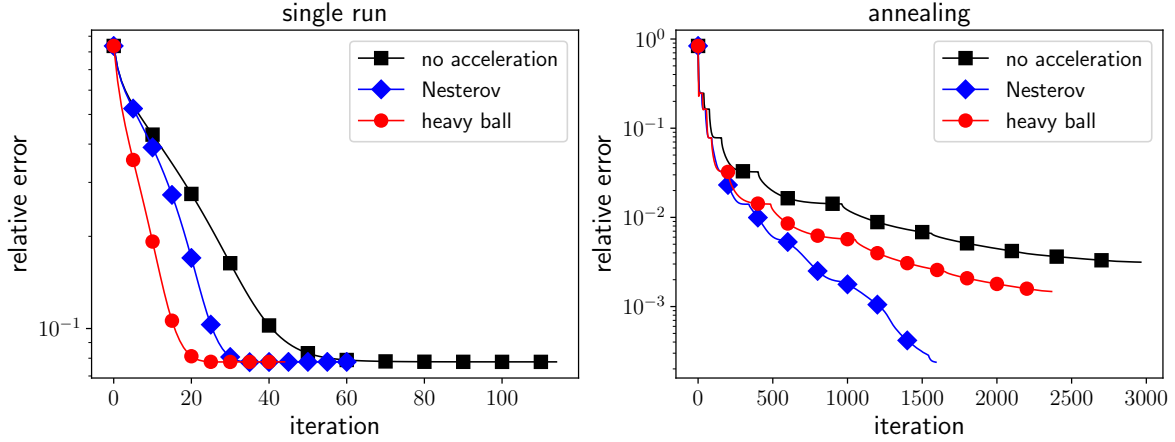 single run
no acceleration
Nesterov
heavy ball
relative error
10⁻¹
0 20 40 60 80 100
iteration
annealing
no acceleration
Nesterov
heavy ball
relative error
10⁰
10⁻¹
10⁻²
10⁻³
0 500 1000 1500 2000 2500 3000
iteration